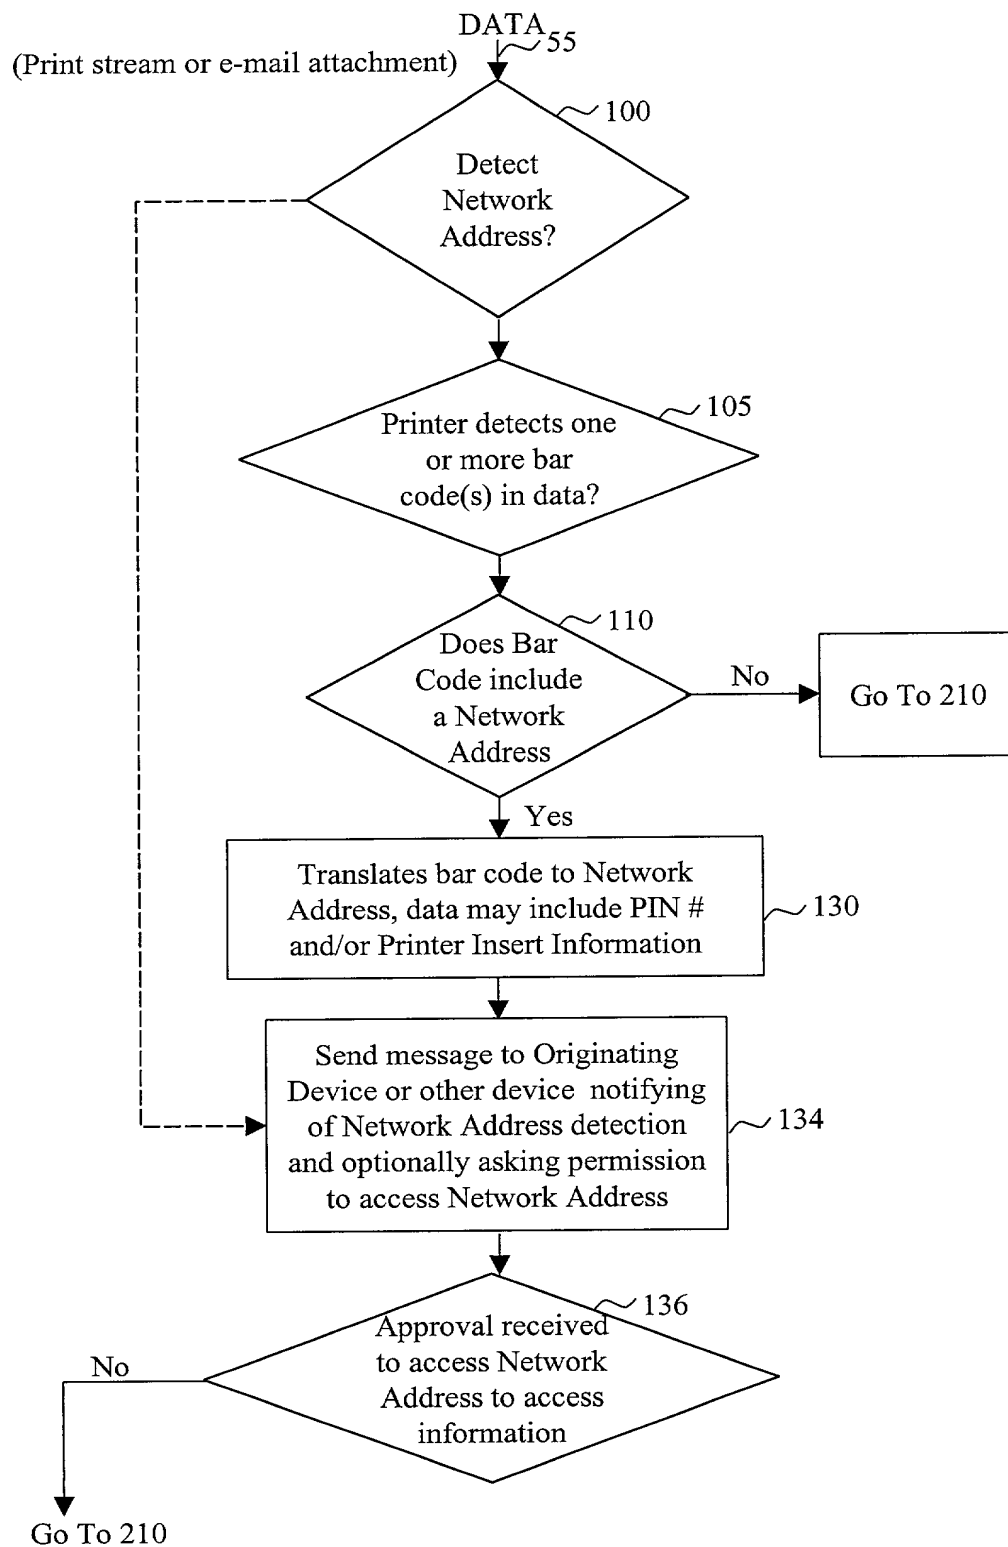 DATA
55
(Print stream or e-mail attachment)
100
Detect
Network
Address?
105
Printer detects one
or more bar
code(s) in data?
110
Does Bar
Code include
a Network
Address
No
Go To 210
Yes
Translates bar code to Network
Address, data may include PIN #
and/or Printer Insert Information
130
Send message to Originating
Device or other device notifying
of Network Address detection
and optionally asking permission
to access Network Address
134
136
Approval received
to access Network
Address to access
information
No
Go To 210